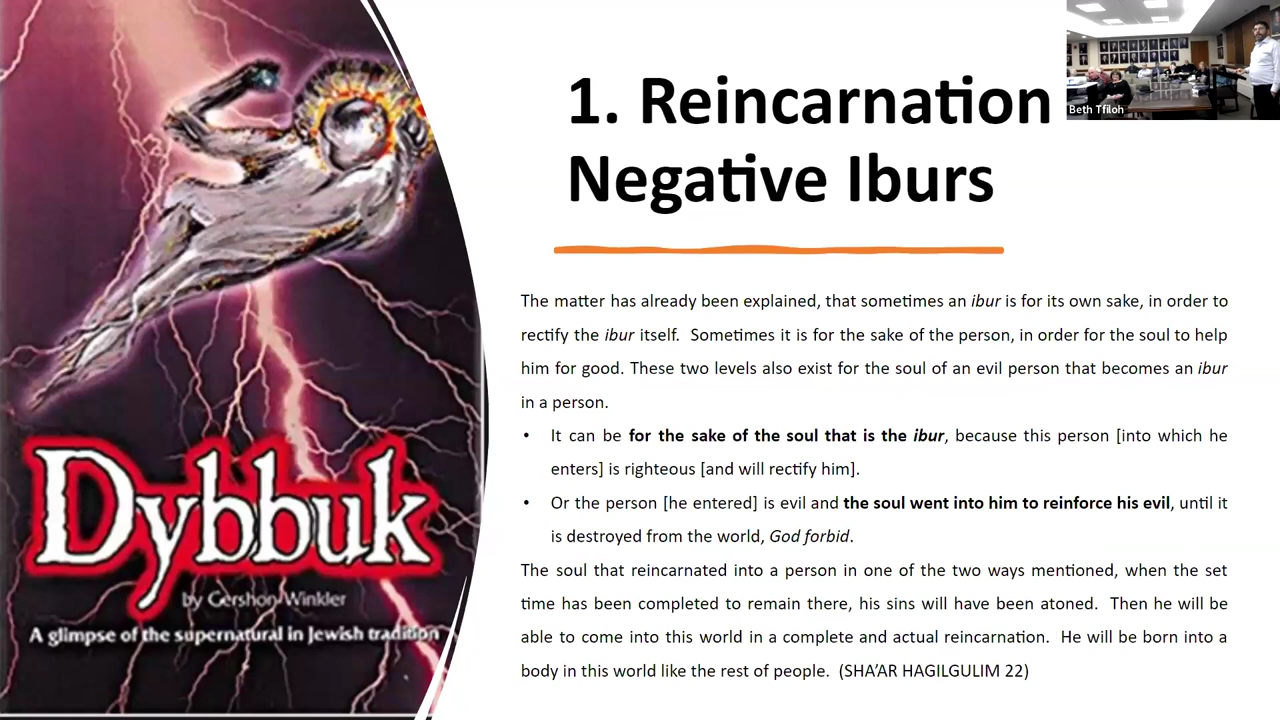 1. Reincarnation
Negative Iburs
Beth Tfiloh
The matter has already been explained, that sometimes an ibur is for its own sake, in order to
rectify the ibur itself. Sometimes it is for the sake of the person, in order for the soul to help
him for good. These two levels also exist for the soul of an evil person that becomes an ibur
in a person.
• It can be for the sake of the soul that is the ibur, because this person [into which he
enters] is righteous [and will rectify him].
• Or the person [he entered] is evil and the soul went into him to reinforce his evil, until it
is destroyed from the world, God forbid.
The soul that reincarnated into a person in one of the two ways mentioned, when the set
time has been completed to remain there, his sins will have been atoned. Then he will be
able to come into this world in a complete and actual reincarnation. He will be born into a
body in this world like the rest of people. (SHA’AR HAGILGULIM 22)
Dybbuk
by Gershon Winkler
A glimpse of the supernatural in Jewish tradition